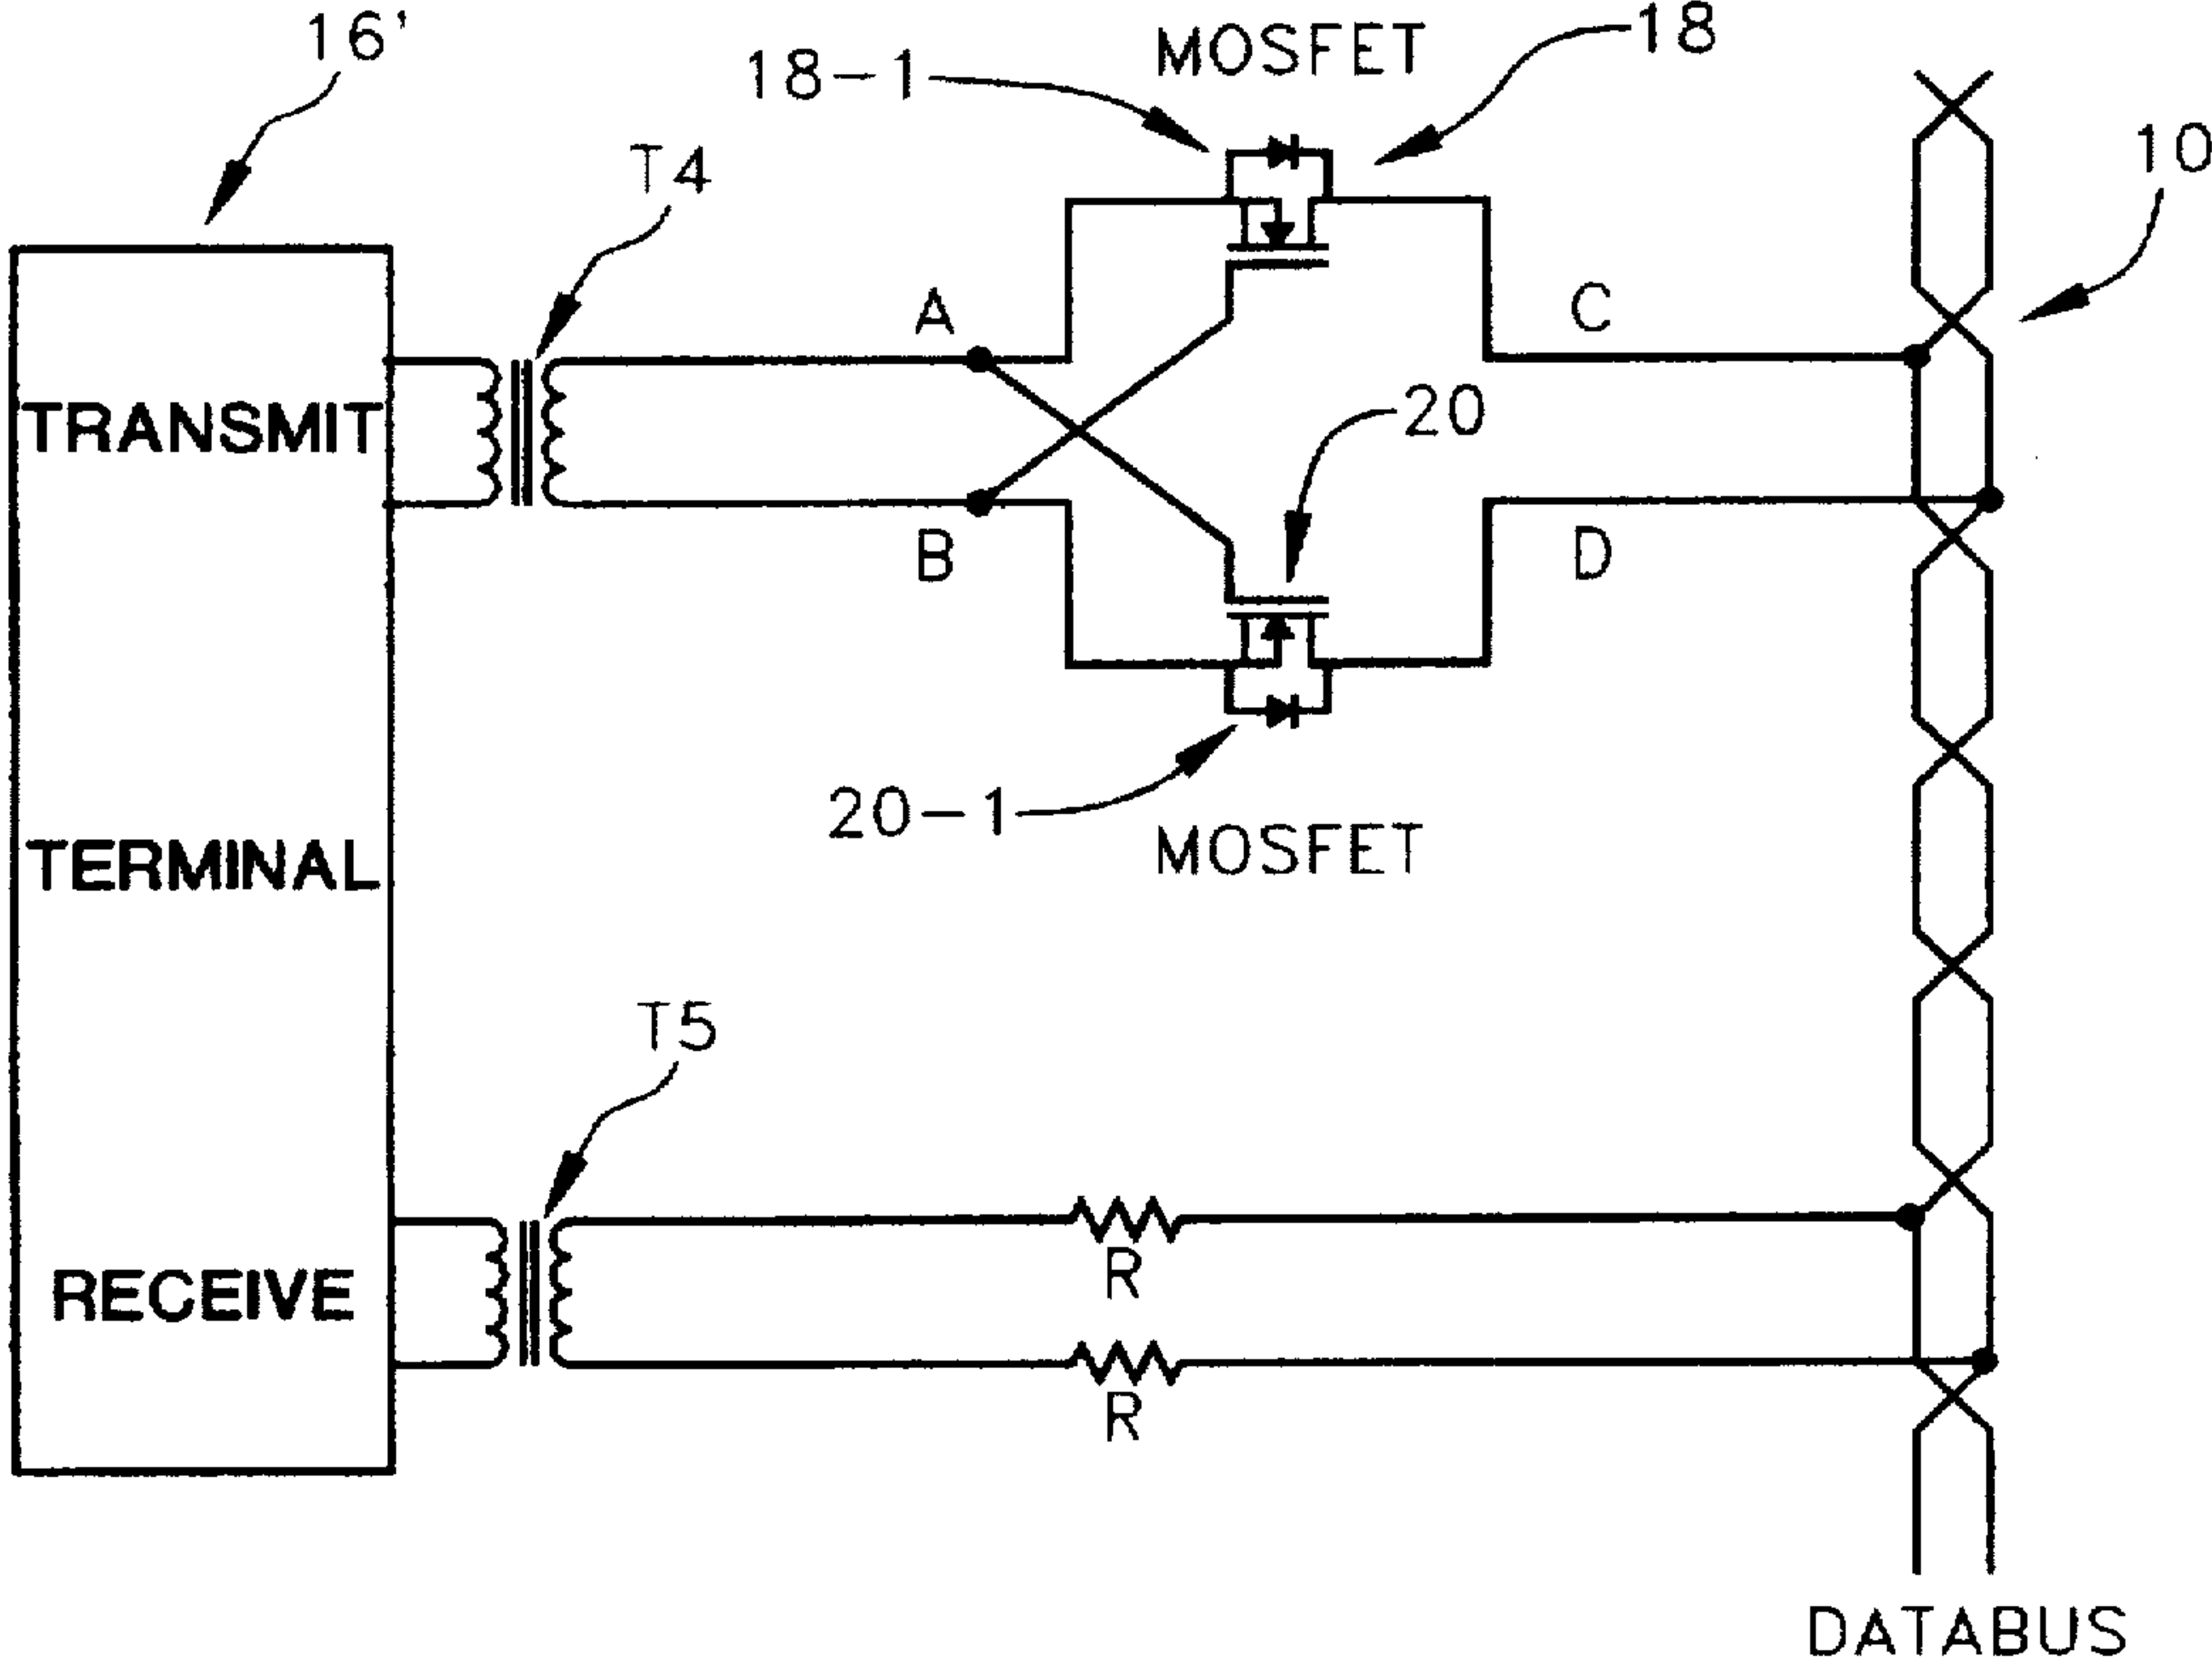 16'
18-1
MOSFET
18
T4
10
A
C
TRANSMIT
20
B
D
20-1
MOSFET
TERMINAL
T5
R
RECEIVE
R
DATABUS